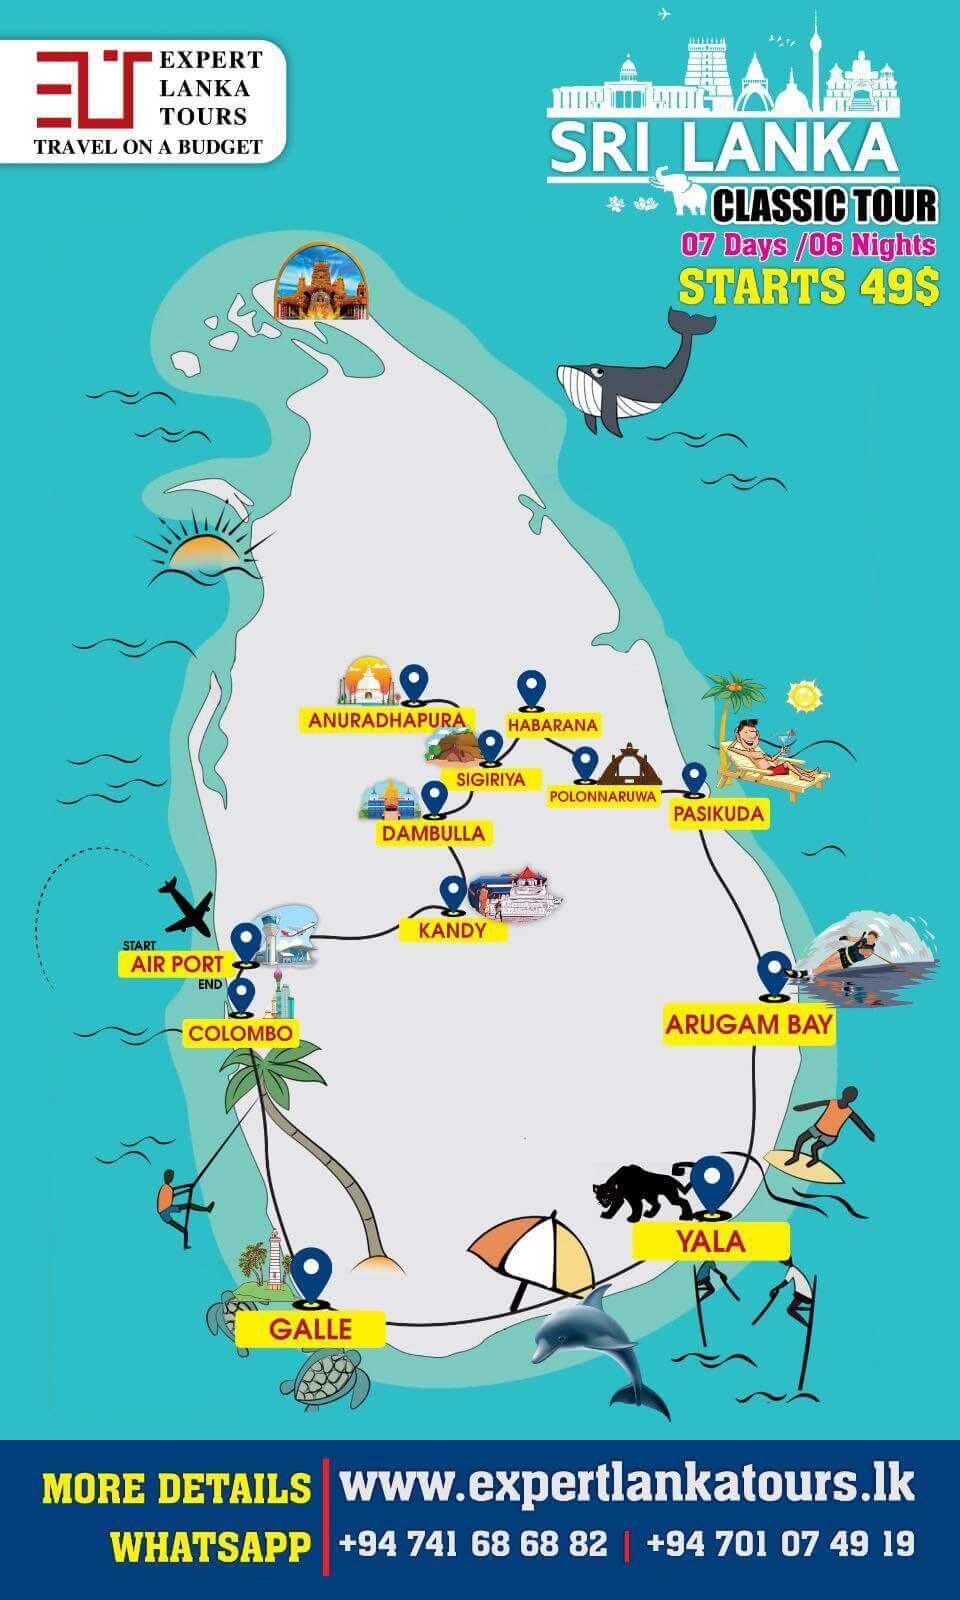 EXPERT
LANKA
TOURS
TRAVEL ON A BUDGET
SRI LANKA
CLASSIC TOUR
07 Days /06 Nights
STARTS 49$
ANURADHAPURA
HABARANA
SIGIRIYA
POLONNARUWA
PASIKUDA
DAMBULLA
KANDY
START
AIR PORT
END
COLOMBO
ARUGAM BAY
YALA
GALLE
MORE DETAILS
www.expertlankatours.lk
WHATSAPP
+94 741 68 68 82 | +94 701 07 49 19